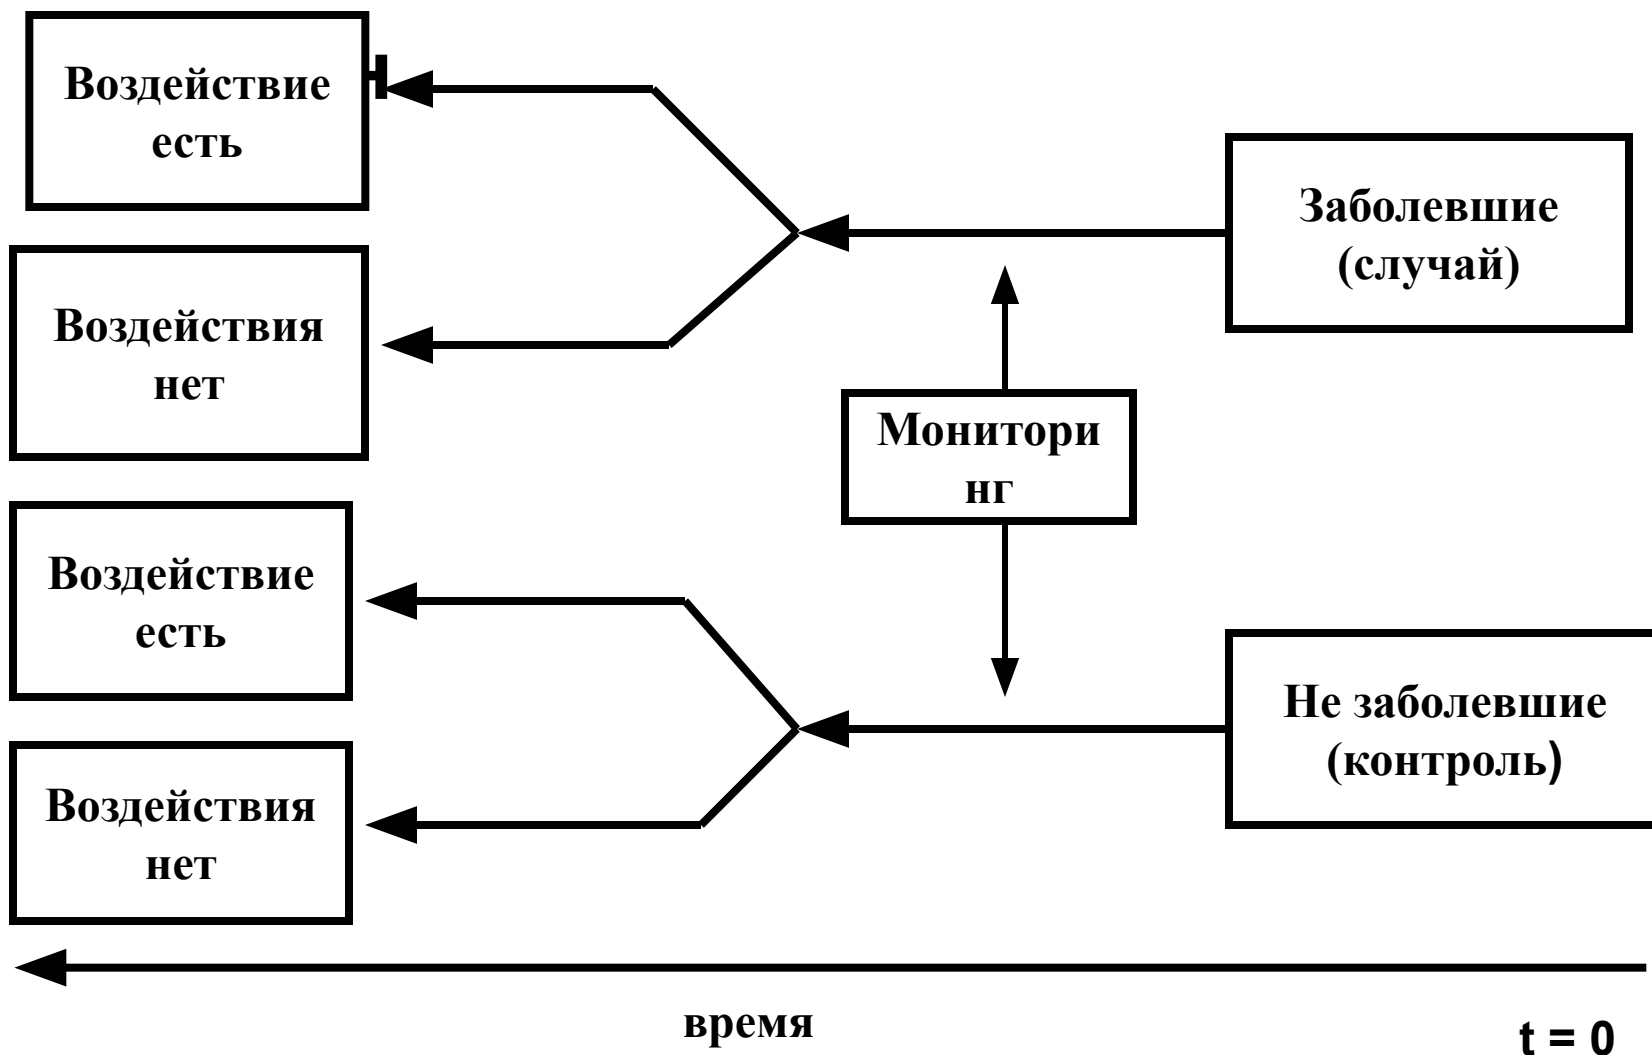 Воздействие
есть
Воздействия
нет
Воздействие
есть
Воздействия
нет
Монитори
нг
Заболевшие
(случай)
Не заболевшие
(контроль)
время
t = 0